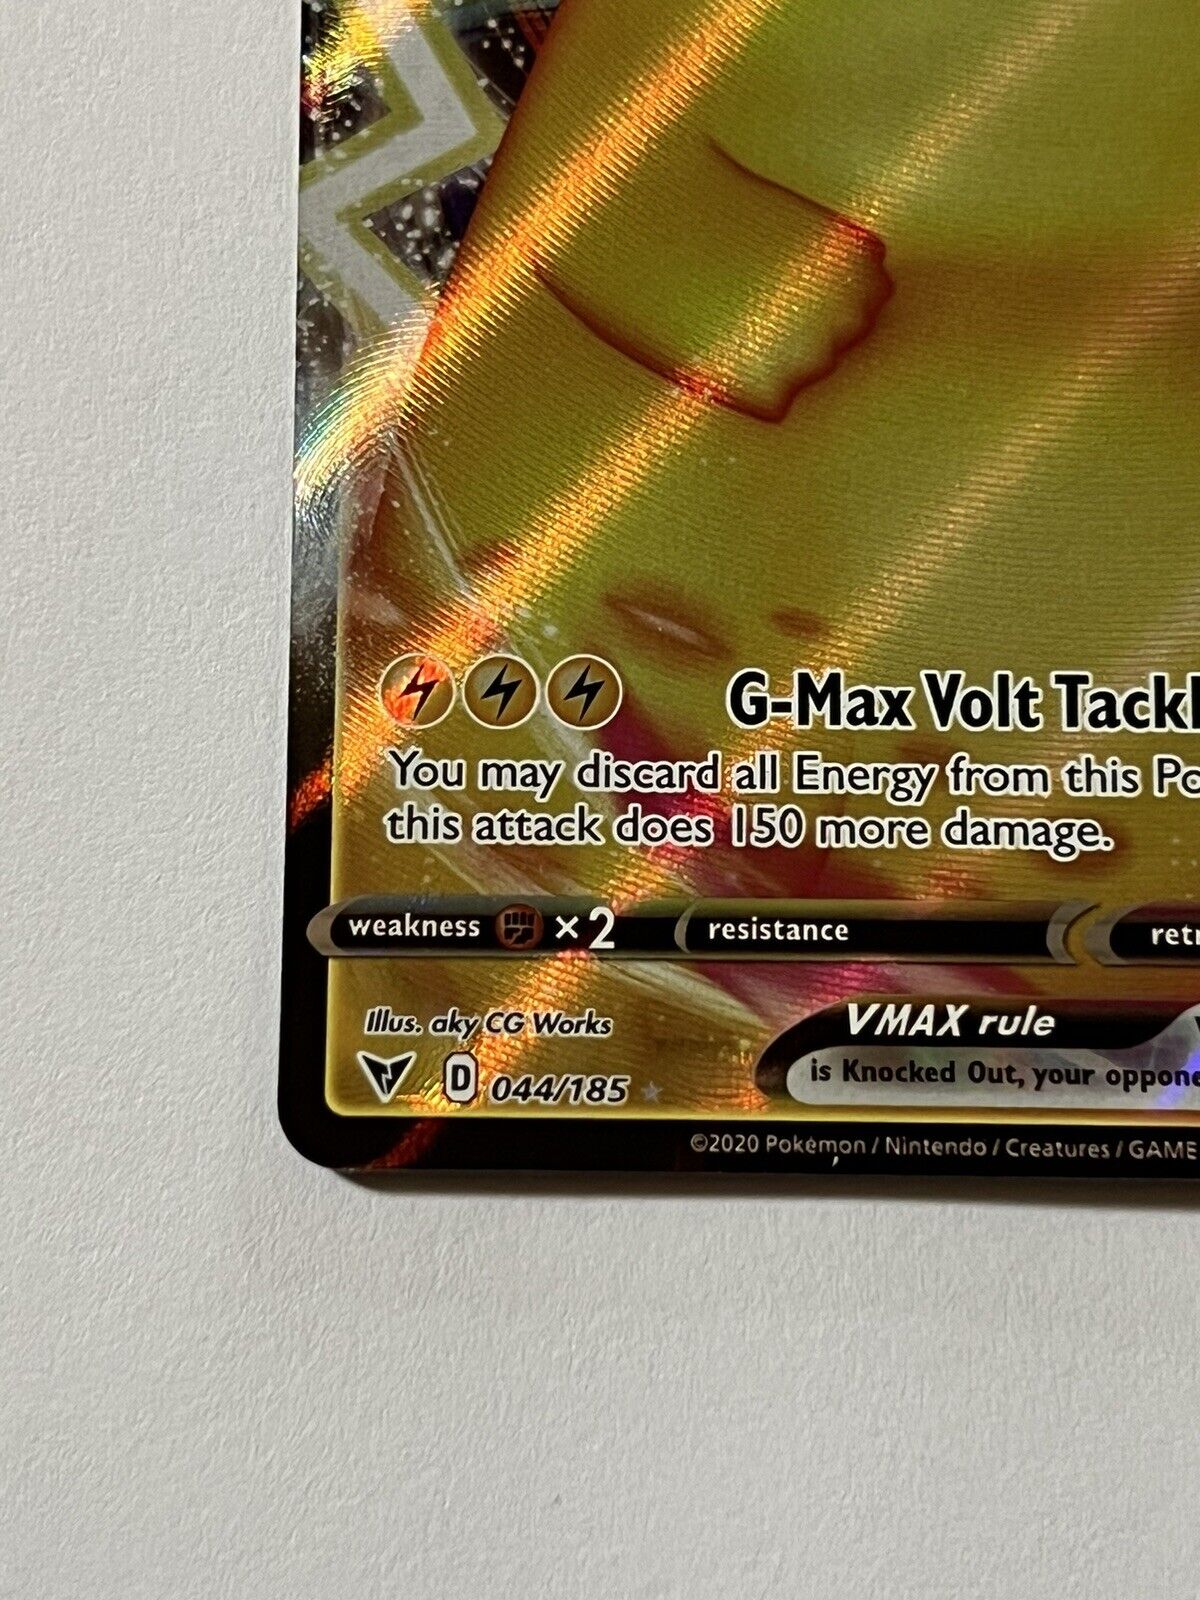 G-Max Volt Tackl
You may discard all Energy from this Po
this attack does 150 more damage.
weakness ×2 resistance retr
Illus. aky CG Works
VMAX rule
is Knocked Out, your oppone
D 044/185 ★
©2020 Pokémon / Nintendo / Creatures / GAME